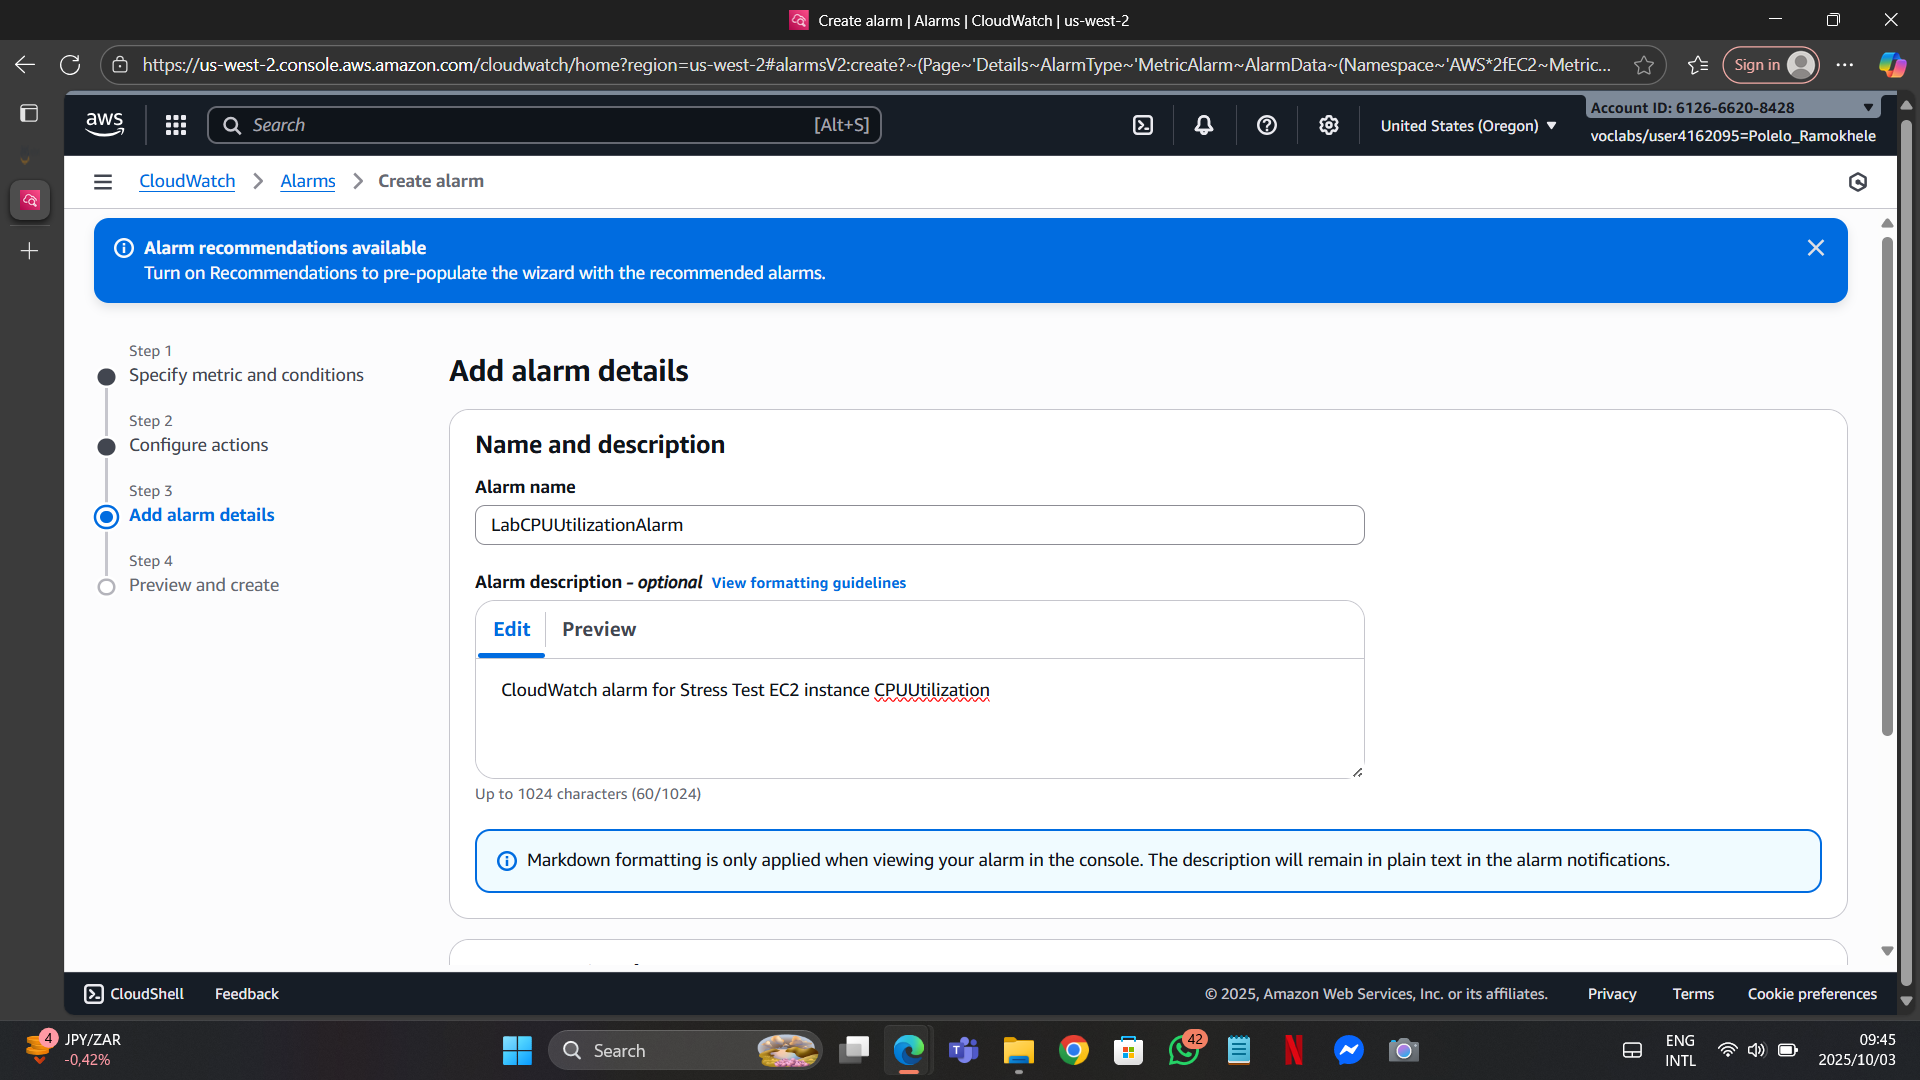 Create alarm | Alarms | CloudWatch | us-west-2
https://us-west-2.console.aws.amazon.com/cloudwatch/home?region=us-west-2#alarmsV2:create?~(Page~'Details~AlarmType~'MetricAlarm~AlarmData~(Namespace~'AWS*2fEC2~Metric...
Sign in
aws
Search
[Alt+S]
United States (Oregon)
Account ID: 6126-6620-8428
voclabs/user4162095=Polelo_Ramokhele
CloudWatch
Alarms
Create alarm
Alarm recommendations available
Turn on Recommendations to pre-populate the wizard with the recommended alarms.
Step 1
Specify metric and conditions
Step 2
Configure actions
Step 3
Add alarm details
Step 4
Preview and create
Add alarm details
Name and description
Alarm name
LabCPUUtilizationAlarm
Alarm description - optional View formatting guidelines
Edit
Preview
CloudWatch alarm for Stress Test EC2 instance CPUUtilization
Up to 1024 characters (60/1024)
Markdown formatting is only applied when viewing your alarm in the console. The description will remain in plain text in the alarm notifications.
CloudShell
Feedback
© 2025, Amazon Web Services, Inc. or its affiliates.
Privacy
Terms
Cookie preferences
4
JPY/ZAR
-0,42%
Search
42
ENG
INTL
09:45
2025/10/03